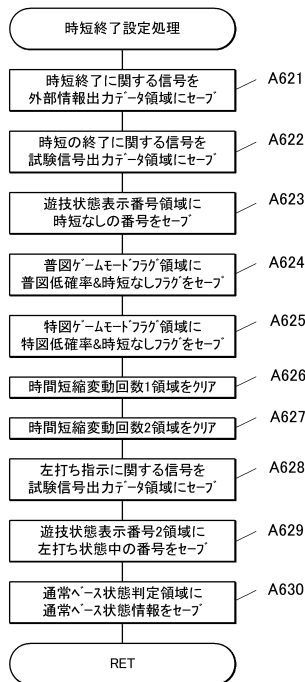 時短終了設定処理
時短終了に関する信号を
外部情報出力データ領域にセーブ
A621
時短の終了に関する信号を
試験信号出力データ領域にセーブ
A622
遊技状態表示番号領域に
時短なしの番号をセーブ
A623
普図ゲームモードフラグ領域に
普図低確率&時短なしフラグをセーブ
A624
特図ゲームモードフラグ領域に
特図低確率&時短なしフラグをセーブ
A625
時間短縮変動回数1領域をクリア
A626
時間短縮変動回数2領域をクリア
A627
左打ち指示に関する信号を
試験信号出力データ領域にセーブ
A628
遊技状態表示番号2領域に
左打ち状態中の番号をセーブ
A629
通常ベース状態判定領域に
通常ベース状態情報をセーブ
A630
RET